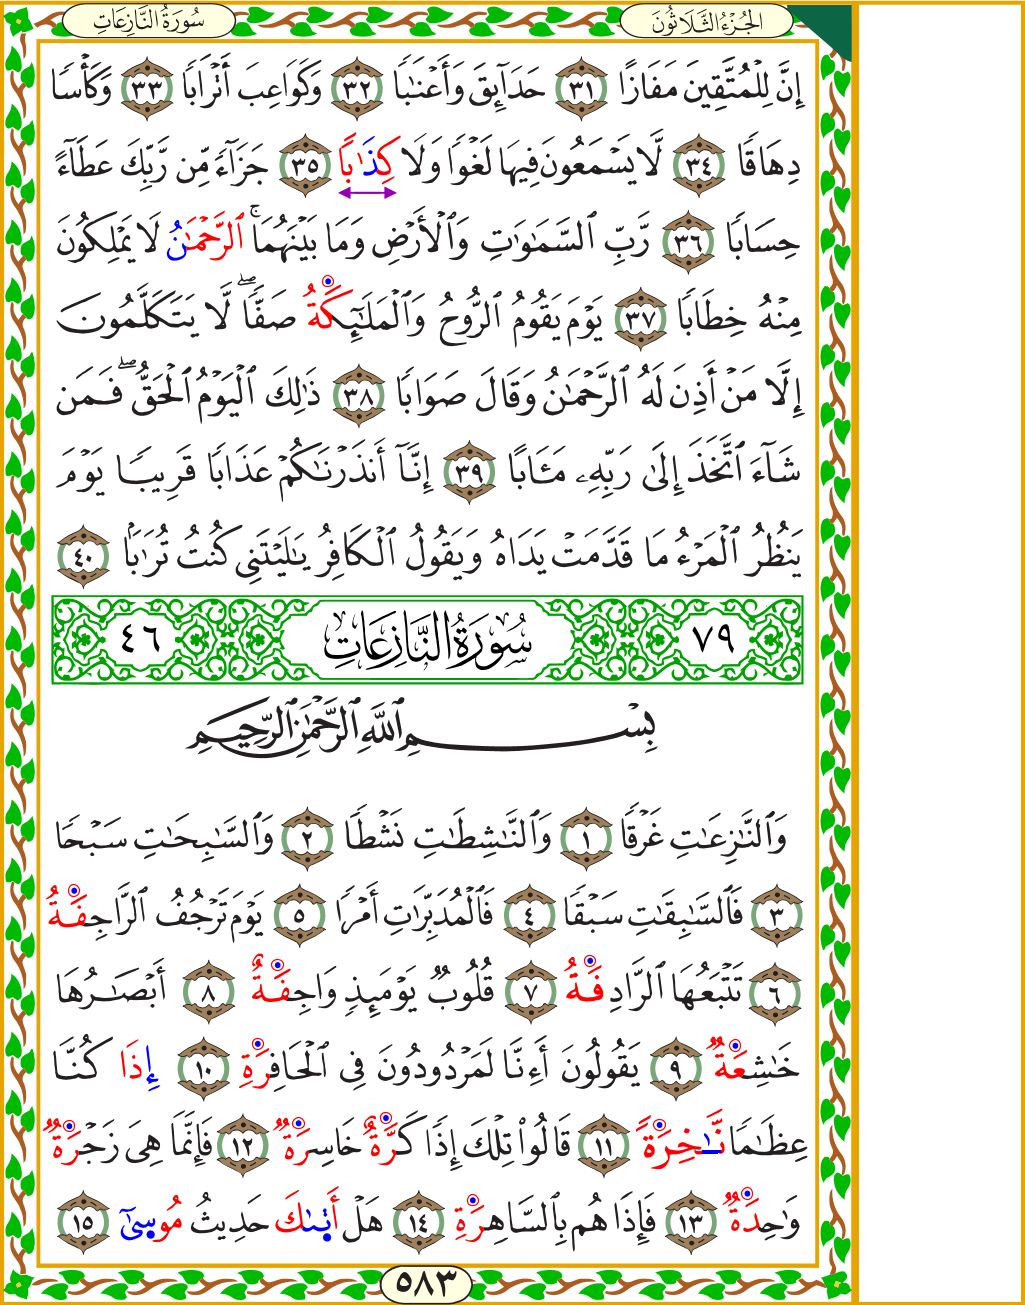 الجُزْءُ الثَّلَاثُونَ
سُورَةُ النَّازِعَاتِ
إِنَّ لِلۡمُتَّقِينَ مَفَازًا ٣١ حَدَآئِقَ وَأَعۡنَٰبٗا ٣٢ وَكَوَاعِبَ أَتۡرَابٗا ٣٣ وَكَأۡسٗا
دِهَاقٗا ٣٤ لَّا يَسۡمَعُونَ فِيهَا لَغۡوٗا وَلَا كِذَٰبٗا ٣٥ جَزَآءٗ مِّن رَّبِّكَ عَطَآءً
حِسَابٗا ٣٦ رَّبِّ ٱلسَّمَٰوَٰتِ وَٱلۡأَرۡضِ وَمَا بَيۡنَهُمَا ۚ ٱلرَّحۡمَٰنُ لَا يَمۡلِكُونَ
مِنۡهُ خِطَابٗا ٣٧ يَوۡمَ يَقُومُ ٱلرُّوحُ وَٱلۡمَلَٰٓئِكَةُ صَفّٗاۖ لَّا يَتَكَلَّمُونَ
إِلَّا مَنۡ أَذِنَ لَهُ ٱلرَّحۡمَٰنُ وَقَالَ صَوَابٗا ٣٨ ذَٰلِكَ ٱلۡيَوۡمُ ٱلۡحَقُّۖ فَمَن
شَآءَ ٱتَّخَذَ إِلَىٰ رَبِّهِۦ مَـَٔابًا ٣٩ إِنَّآ أَنذَرۡنَٰكُمۡ عَذَابٗا قَرِيبٗا يَوۡمَ
يَنظُرُ ٱلۡمَرۡءُ مَا قَدَّمَتۡ يَدَاهُ وَيَقُولُ ٱلۡكَافِرُ يَٰلَيۡتَنِي كُنتُ تُرَٰبَۢا ٤٠
٧٩ سُورَةُ النَّازِعَاتِ ٤٦
بِسۡمِ ٱللَّهِ ٱلرَّحۡمَٰنِ ٱلرَّحِيمِ
وَٱلنَّٰزِعَٰتِ غَرۡقٗا ١ وَٱلنَّٰشِطَٰتِ نَشۡطٗا ٢ وَٱلسَّٰبِحَٰتِ سَبۡحٗا
٣ فَٱلسَّٰبِقَٰتِ سَبۡقٗا ٤ فَٱلۡمُدَبِّرَٰتِ أَمۡرٗا ٥ يَوۡمَ تَرۡجُفُ ٱلرَّاجِفَةُ
٦ تَتۡبَعُهَا ٱلرَّادِفَةُ ٧ قُلُوبٞ يَوۡمَئِذٖ وَاجِفَةٌ ٨ أَبۡصَٰرُهَا
خَٰشِعَةٞ ٩ يَقُولُونَ أَءِنَّا لَمَرۡدُودُونَ فِي ٱلۡحَافِرَةِ ١٠ إِذَا كُنَّا
عِظَٰمٗا نَّٰخِرَةٗ ١١ قَالُواْ تِلۡكَ إِذٗا كَرَّةٌ خَاسِرَةٞ ١٢ فَإِنَّمَا هِيَ زَجۡرَةٞ
وَٰحِدَةٞ ١٣ فَإِذَا هُم بِٱلسَّاهِرَةِ ١٤ هَلۡ أَتَىٰكَ حَدِيثُ مُوسَىٰٓ ١٥
٥٨٣